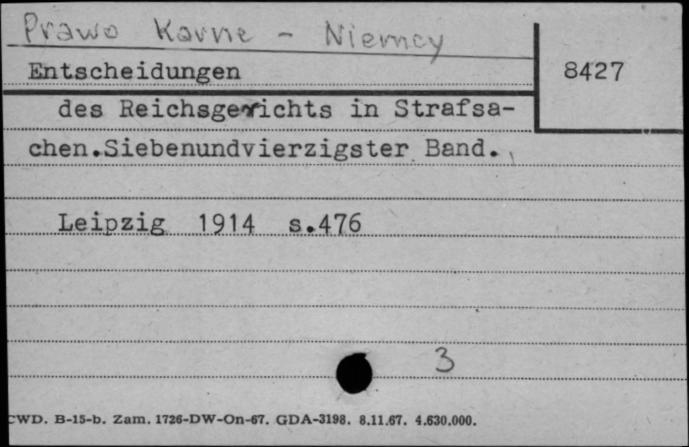 Prawo Karne - Niemcy
Entscheidungen
8427
des Reichsgerichts in Strafsa-
chen.Siebenundvierzigster Band.
Leipzig 1914 s.476
3
CWD. B-15-b. Zam. 1726-DW-On-67. GDA-3198. 8.11.67. 4.630.000.